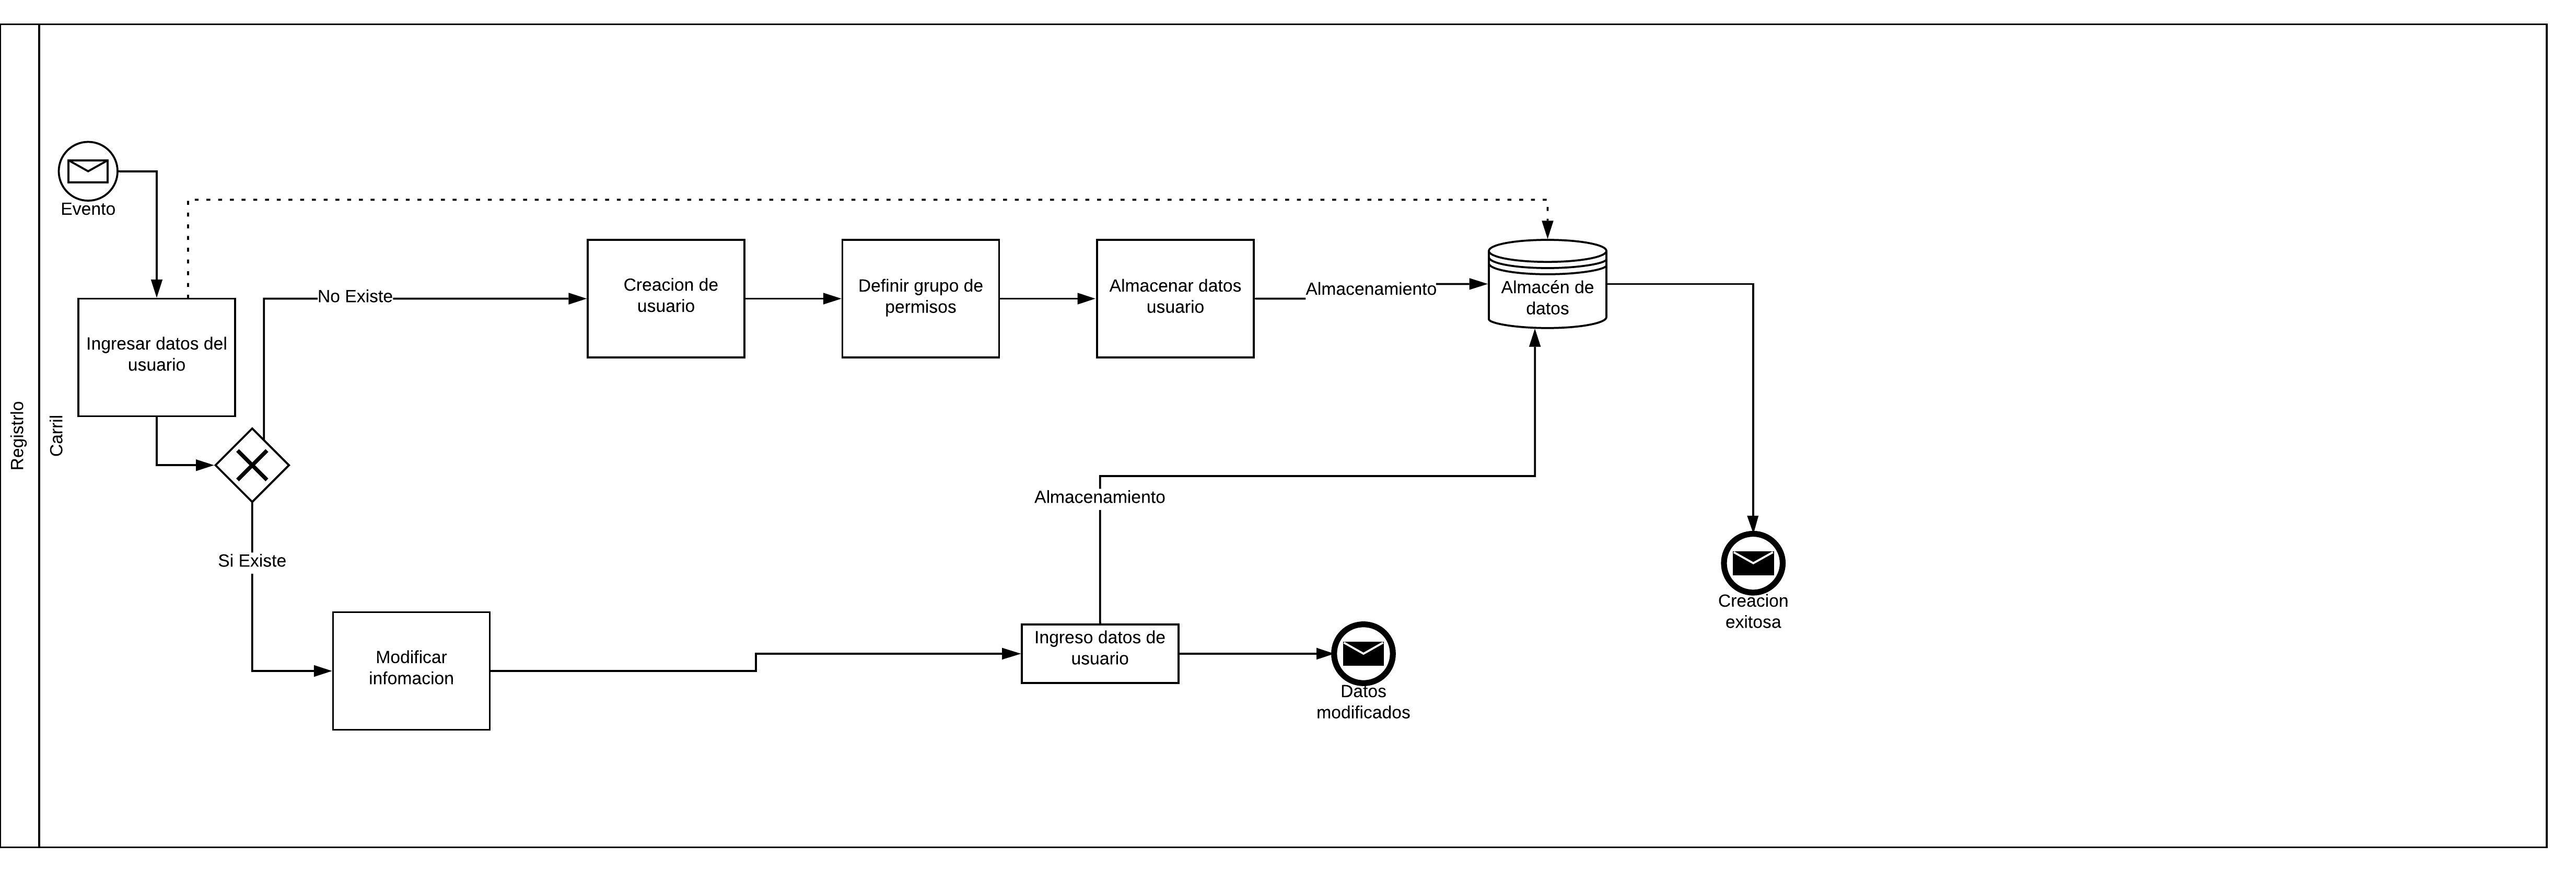 Registrlo
Carril
Evento
Ingresar datos del
usuario
No Existe
Creacion de
usuario
Definir grupo de
permisos
Almacenar datos
usuario
Almacenamiento
Almacén de
datos
Si Existe
Modificar
infomacion
Almacenamiento
Ingreso datos de
usuario
Datos
modificados
Creacion
exitosa